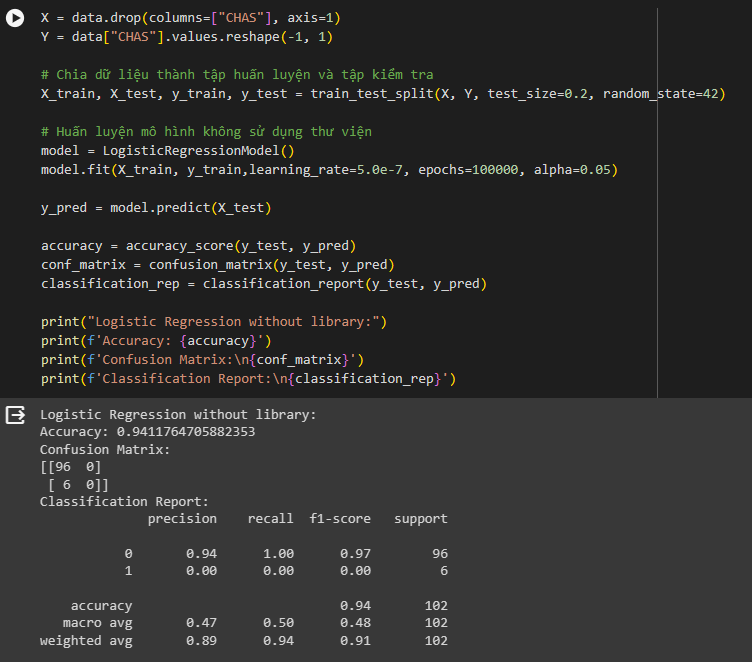 X = data.drop(columns=["CHAS"], axis=1)
Y = data["CHAS"].values.reshape(-1, 1)
# Chia dữ liệu thành tập huấn luyện và tập kiểm tra
X_train, X_test, y_train, y_test = train_test_split(X, Y, test_size=0.2, random_state=42)
# Huấn luyện mô hình không sử dụng thư viện
model = LogisticRegressionModel()
model.fit(X_train, y_train,learning_rate=5.0e-7, epochs=100000, alpha=0.05)
y_pred = model.predict(X_test)
accuracy = accuracy_score(y_test, y_pred)
conf_matrix = confusion_matrix(y_test, y_pred)
classification_rep = classification_report(y_test, y_pred)
print("Logistic Regression without library:")
print(f'Accuracy: {accuracy}')
print(f'Confusion Matrix:\n{conf_matrix}')
print(f'Classification Report:\n{classification_rep}')
Logistic Regression without library:
Accuracy: 0.9411764705882353
Confusion Matrix:
[[96  0]
 [ 6  0]]
Classification Report:
              precision    recall  f1-score   support
           0       0.94      1.00      0.97        96
           1       0.00      0.00      0.00         6
    accuracy                           0.94       102
   macro avg       0.47      0.50      0.48       102
weighted avg       0.89      0.94      0.91       102